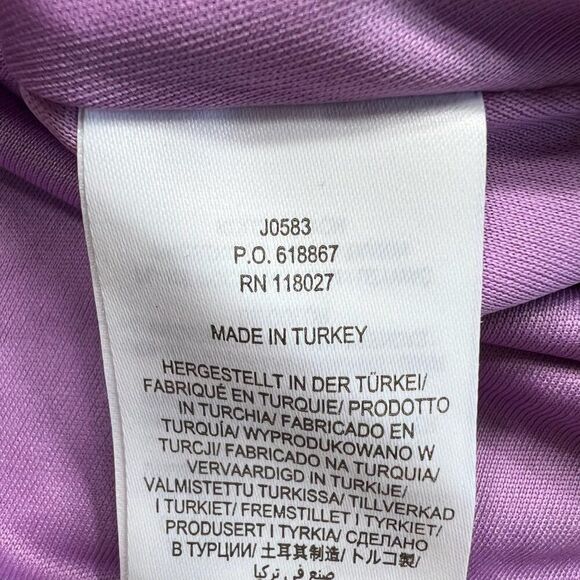 J0583
P.O. 618867
RN 118027
MADE IN TURKEY
HERGESTELLT IN DER TÜRKEI/
FABRIQUÉ EN TURQUIE/ PRODOTTO
IN TURCHIA/ FABRICADO EN
TURQUÍA/ WYPRODUKOWANO W
TURCJI/ FABRICADO NA TURQUIA/
VERVAARDIGD IN TURKIJE/
VALMISTETTU TURKISSA/ TILLVERKAD
I TURKIET/ FREMSTILLET I TYRKIET/
PRODUSERT I TYRKIA/ СДЕЛАНО
В ТУРЦИИ/ 土耳其制造/ トルコ製/
صنع في تركيا